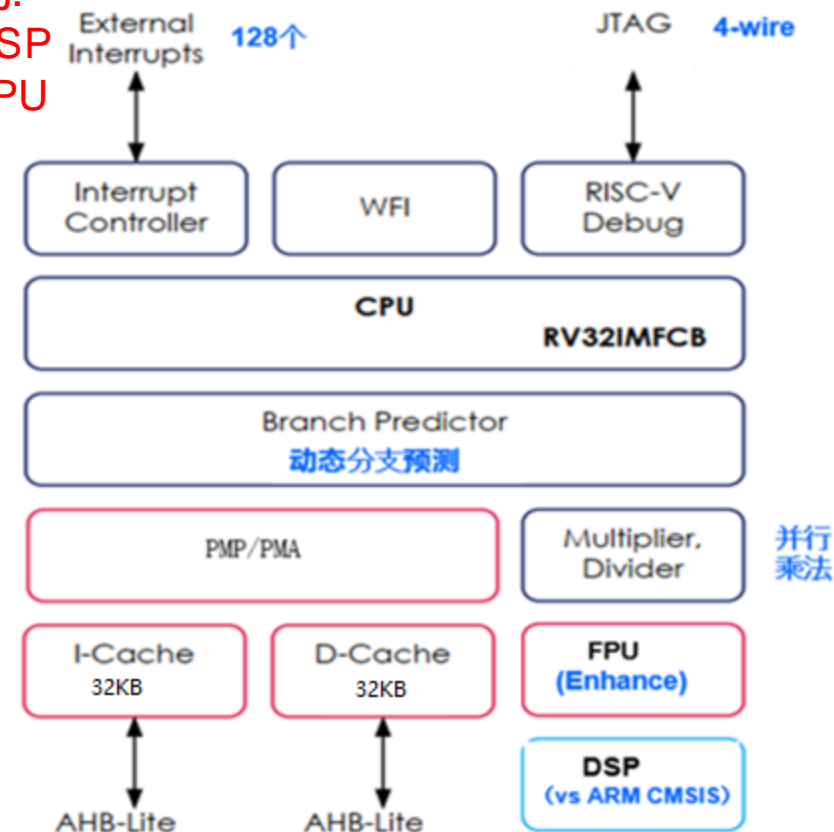 SP
PU
External
Interrupts
128个
JTAG
4-wire
Interrupt
Controller
WFI
RISC-V
Debug
CPU
RV32IMFCB
Branch Predictor
动态分支预测
PMP/PMA
Multiplier,
Divider
并行
乘法
I-Cache
32KB
D-Cache
32KB
FPU
(Enhance)
DSP
(vs ARM CMSIS)
AHB-Lite
AHB-Lite